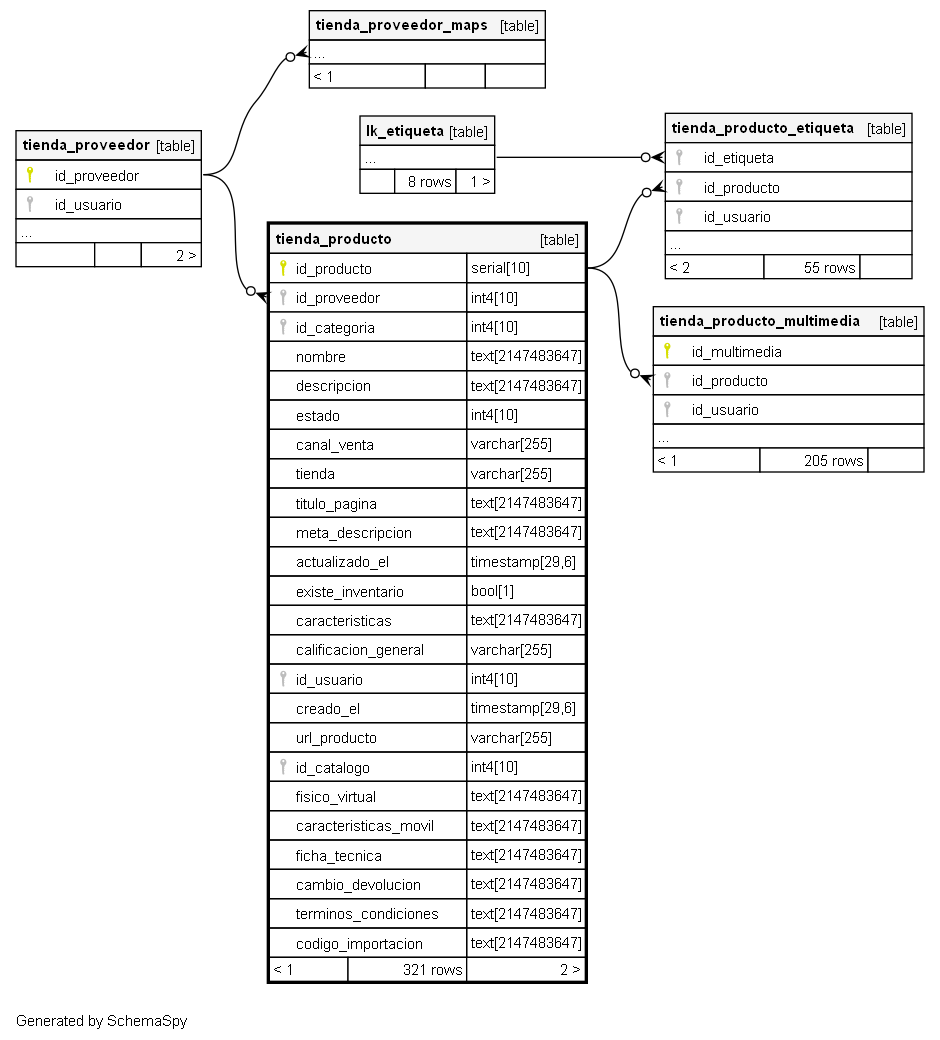 tienda_proveedor_maps [table]
...
< 1
tienda_proveedor [table]
id_proveedor
id_usuario
...
2 >
lk_etiqueta [table]
...
8 rows 1 >
tienda_producto_etiqueta [table]
id_etiqueta
id_producto
id_usuario
...
< 2 55 rows
tienda_producto [table]
id_producto serial[10]
id_proveedor int4[10]
id_categoria int4[10]
nombre text[2147483647]
descripcion text[2147483647]
estado int4[10]
canal_venta varchar[255]
tienda varchar[255]
titulo_pagina text[2147483647]
meta_descripcion text[2147483647]
actualizado_el timestamp[29,6]
existe_inventario bool[1]
caracteristicas text[2147483647]
calificacion_general varchar[255]
id_usuario int4[10]
creado_el timestamp[29,6]
url_producto varchar[255]
id_catalogo int4[10]
fisico_virtual text[2147483647]
caracteristicas_movil text[2147483647]
ficha_tecnica text[2147483647]
cambio_devolucion text[2147483647]
terminos_condiciones text[2147483647]
codigo_importacion text[2147483647]
< 1 321 rows 2 >
tienda_producto_multimedia [table]
id_multimedia
id_producto
id_usuario
...
< 1 205 rows
Generated by SchemaSpy